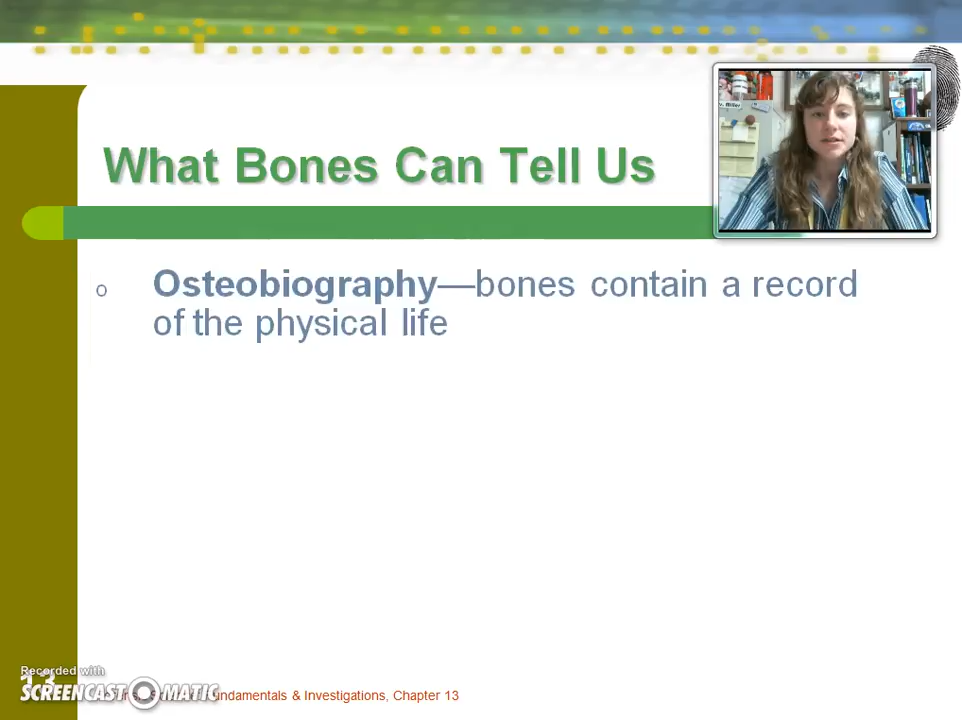 What Bones Can Tell Us
o Osteobiography—bones contain a record
of the physical life
Recorded with
SCREENCAST MATIC
Fundamentals & Investigations, Chapter 13